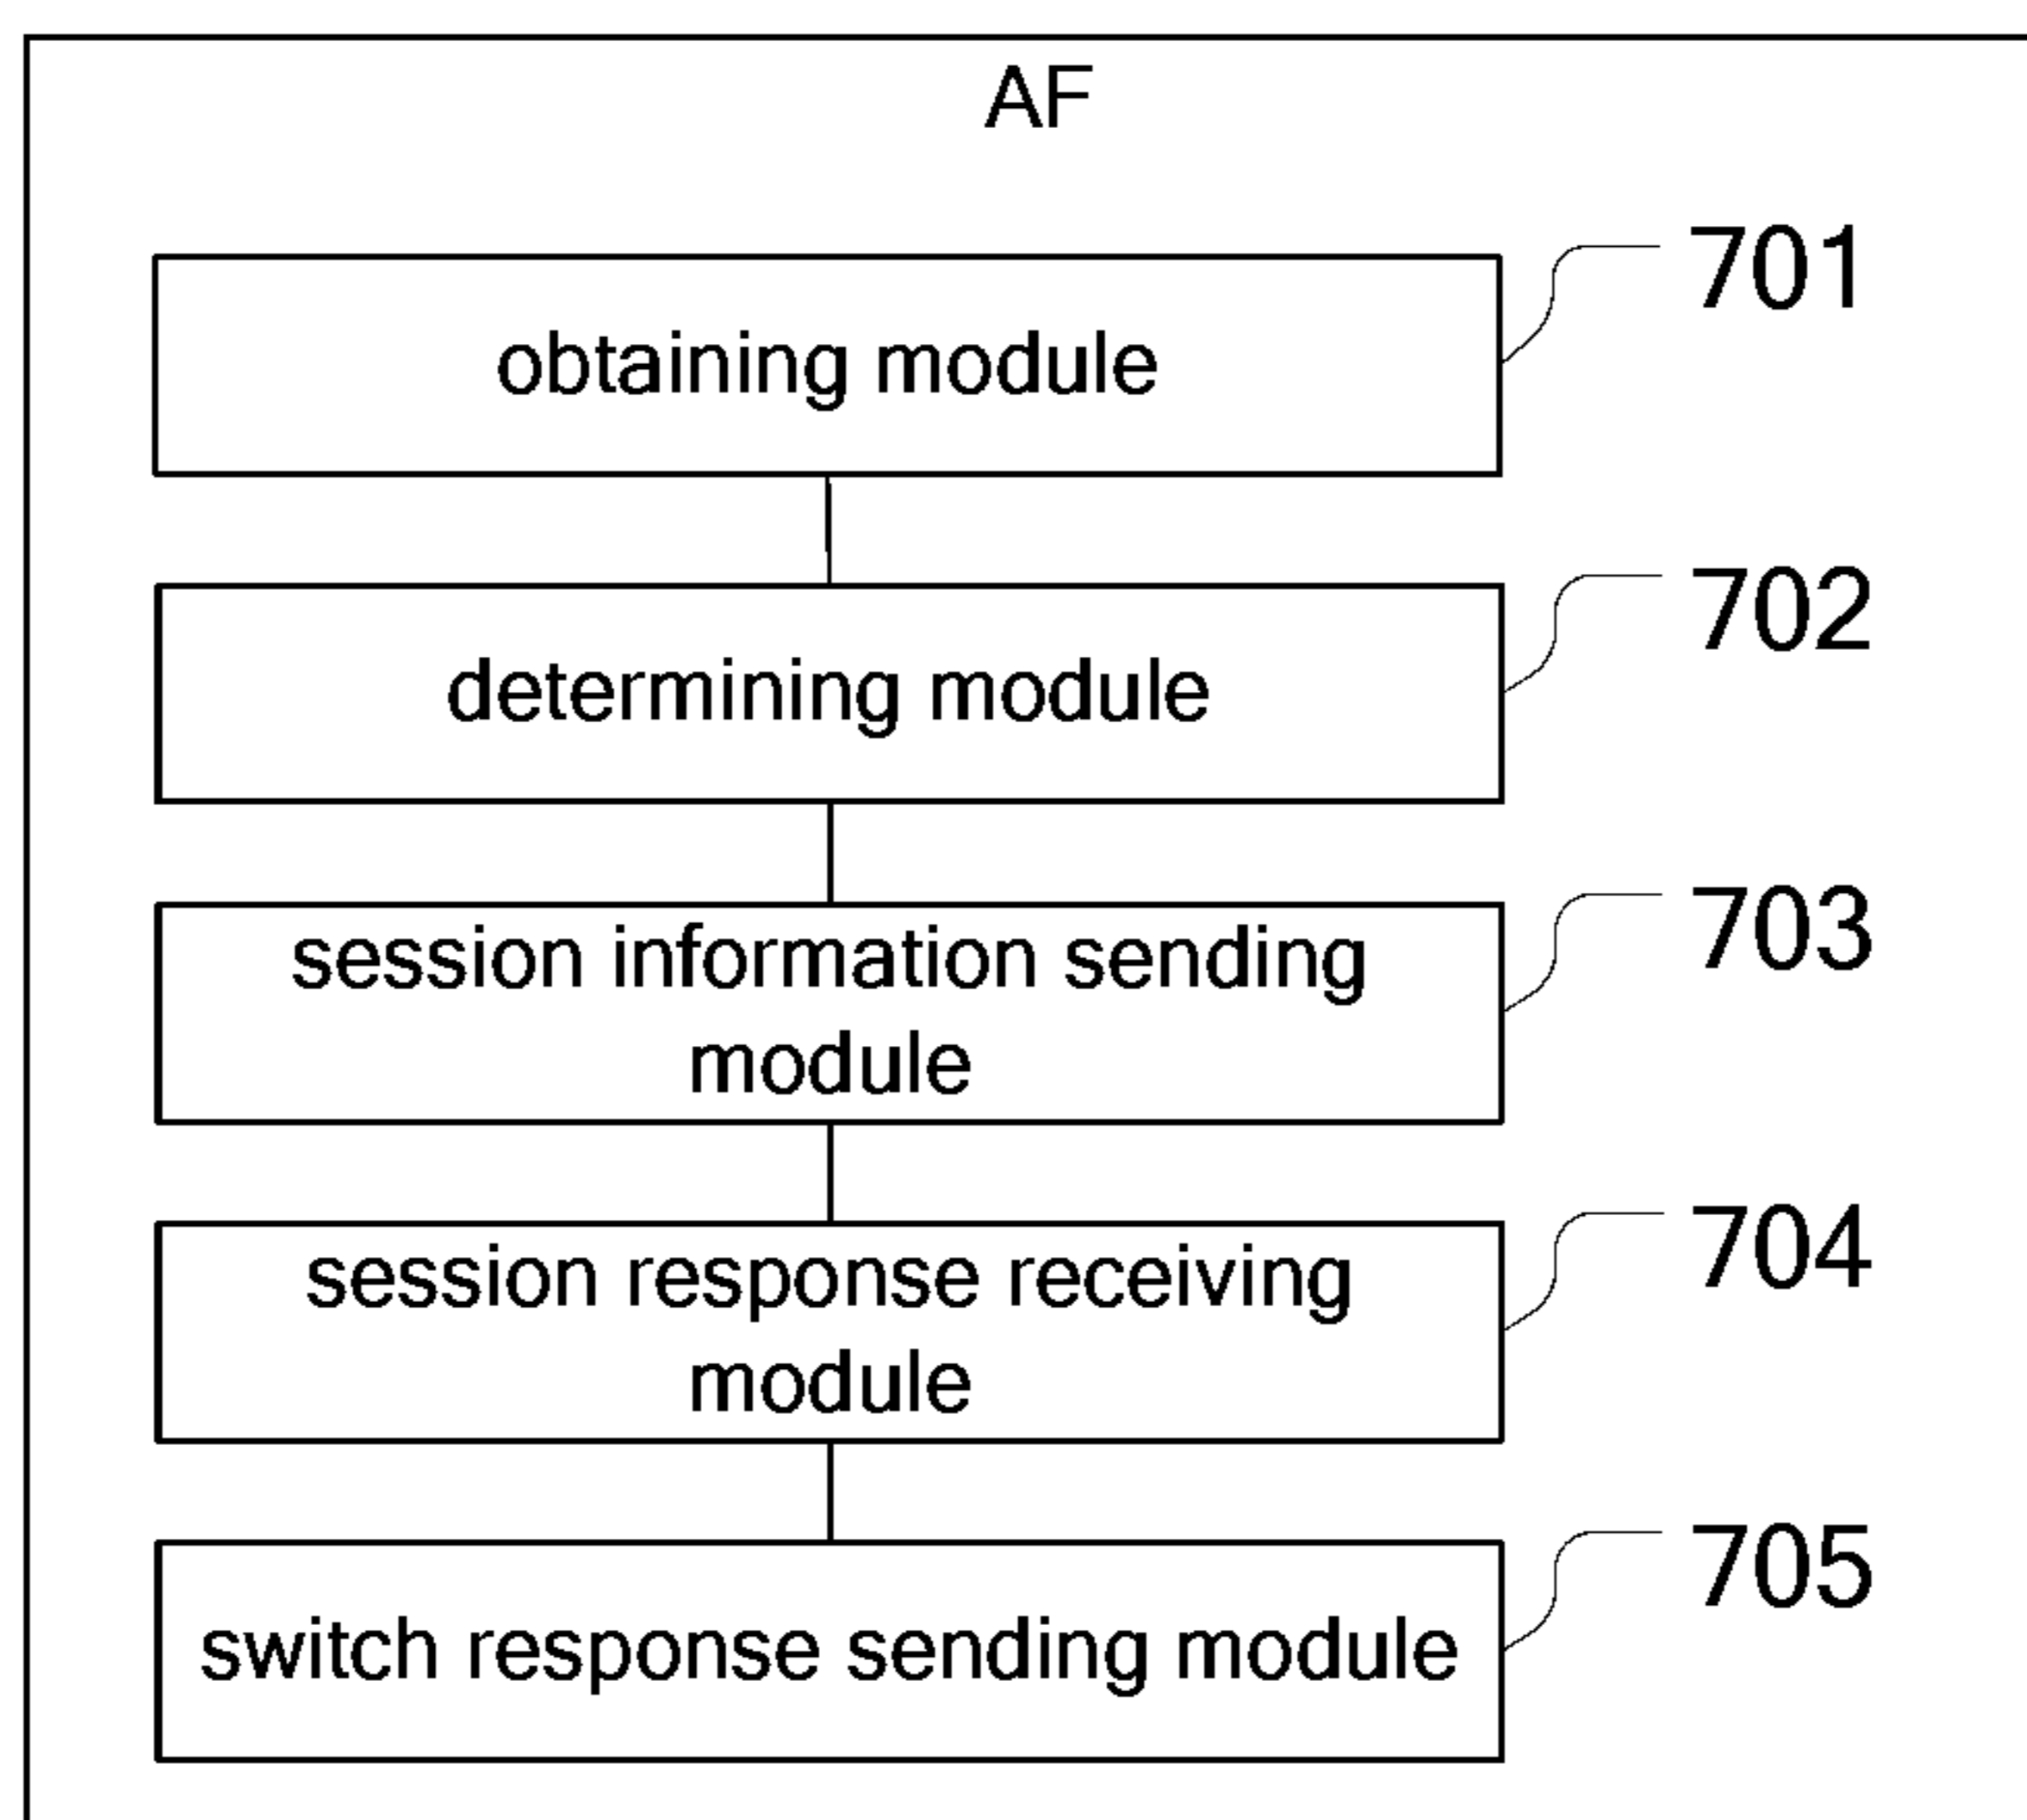 AF
701
obtaining module
702
determining module
703
session information sending
module
704
session response receiving
module
705
switch response sending module